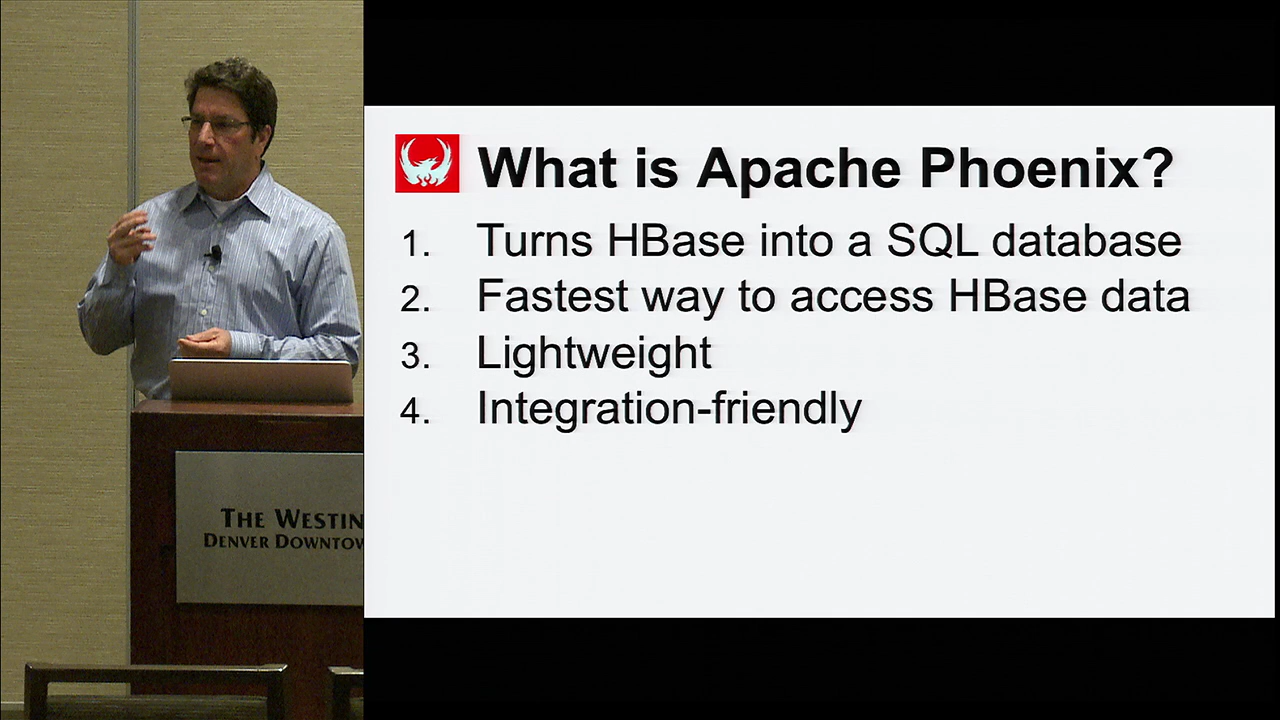 What is Apache Phoenix?
1. Turns HBase into a SQL database
2. Fastest way to access HBase data
3. Lightweight
4. Integration-friendly
THE WESTIN
DENVER DOWNTOW